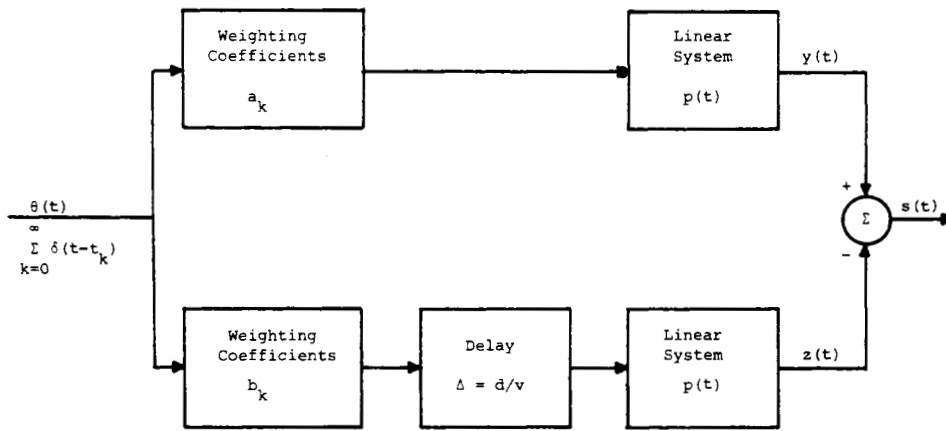 Weighting
Coefficients
a_k
Linear
System
p(t)
y(t)
θ(t)
∞
Σ δ(t-t_k)
k=0
+
Σ
-
s(t)
Weighting
Coefficients
b_k
Delay
Δ = d/v
Linear
System
p(t)
z(t)